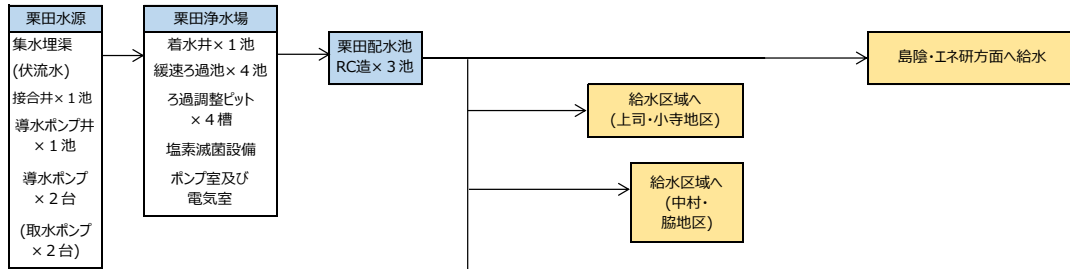 栗田水源
集水埋渠
(伏流水)
接合井×１池
導水ポンプ井
×１池
導水ポンプ
×２台
(取水ポンプ
×２台)
栗田浄水場
着水井×１池
緩速ろ過池×４池
ろ過調整ピット
×４槽
塩素滅菌設備
ポンプ室及び
電気室
栗田配水池
RC造×３池
島陰・エネ研方面へ給水
給水区域へ
(上司・小寺地区)
給水区域へ
(中村・
脇地区)